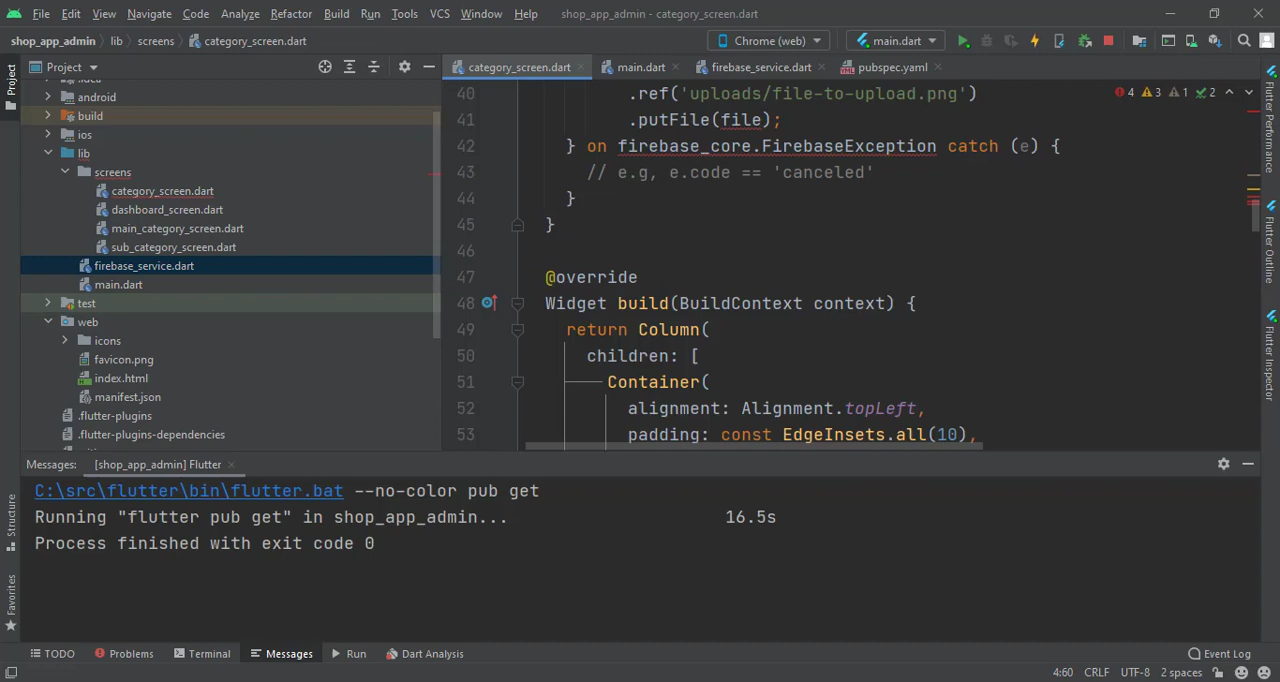 File Edit View Navigate Code Analyze Refactor Build Run Tools VCS Window Help shop_app_admin - category_screen.dart
shop_app_admin lib screens category_screen.dart Chrome (web) main.dart
Project category_screen.dart main.dart firebase_service.dart pubspec.yaml
android
build
ios
lib
screens
category_screen.dart
dashboard_screen.dart
main_category_screen.dart
sub_category_screen.dart
firebase_service.dart
main.dart
test
web
icons
favicon.png
index.html
manifest.json
.flutter-plugins
.flutter-plugins-dependencies
40 .ref('uploads/file-to-upload.png')
41 .putFile(file);
42 } on firebase_core.FirebaseException catch (e) {
43 // e.g, e.code == 'canceled'
44 }
45 }
46
47 @override
48 Widget build(BuildContext context) {
49 return Column(
50 children: [
51 Container(
52 alignment: Alignment.topLeft,
53 padding: const EdgeInsets.all(10),
4 3 1 2
Project
Structure
Favorites
Flutter Performance
Flutter Outline
Flutter Inspector
Messages: [shop_app_admin] Flutter
C:\src\flutter\bin\flutter.bat --no-color pub get
Running "flutter pub get" in shop_app_admin... 16.5s
Process finished with exit code 0
TODO Problems Terminal Messages Run Dart Analysis Event Log
4:60 CRLF UTF-8 2 spaces